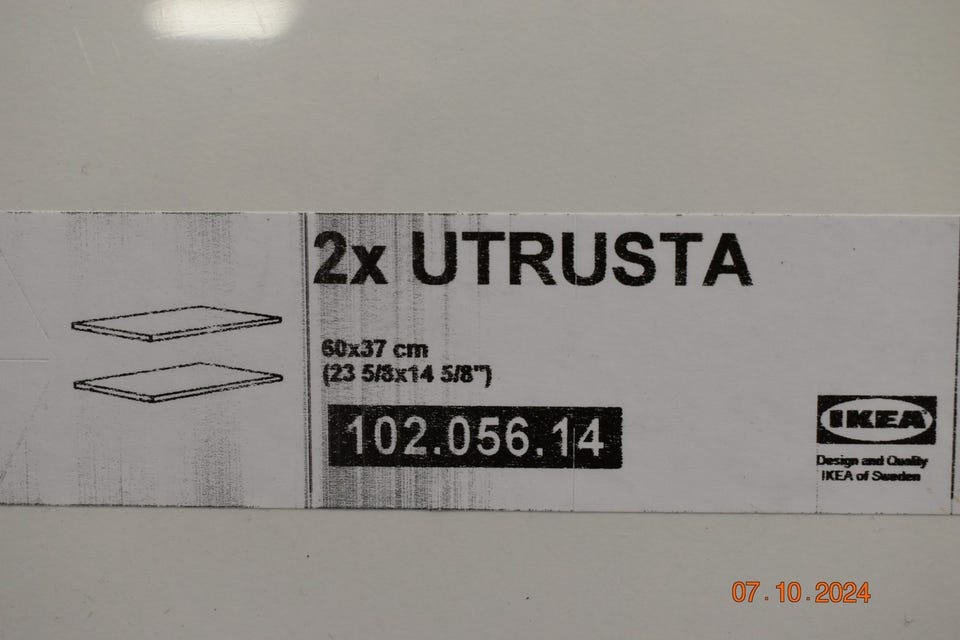 2x UTRUSTA
60x37 cm
(23 5/8x14 5/8")
102.056.14
IKEA
Design and Quality
IKEA of Sweden
07.10.2024